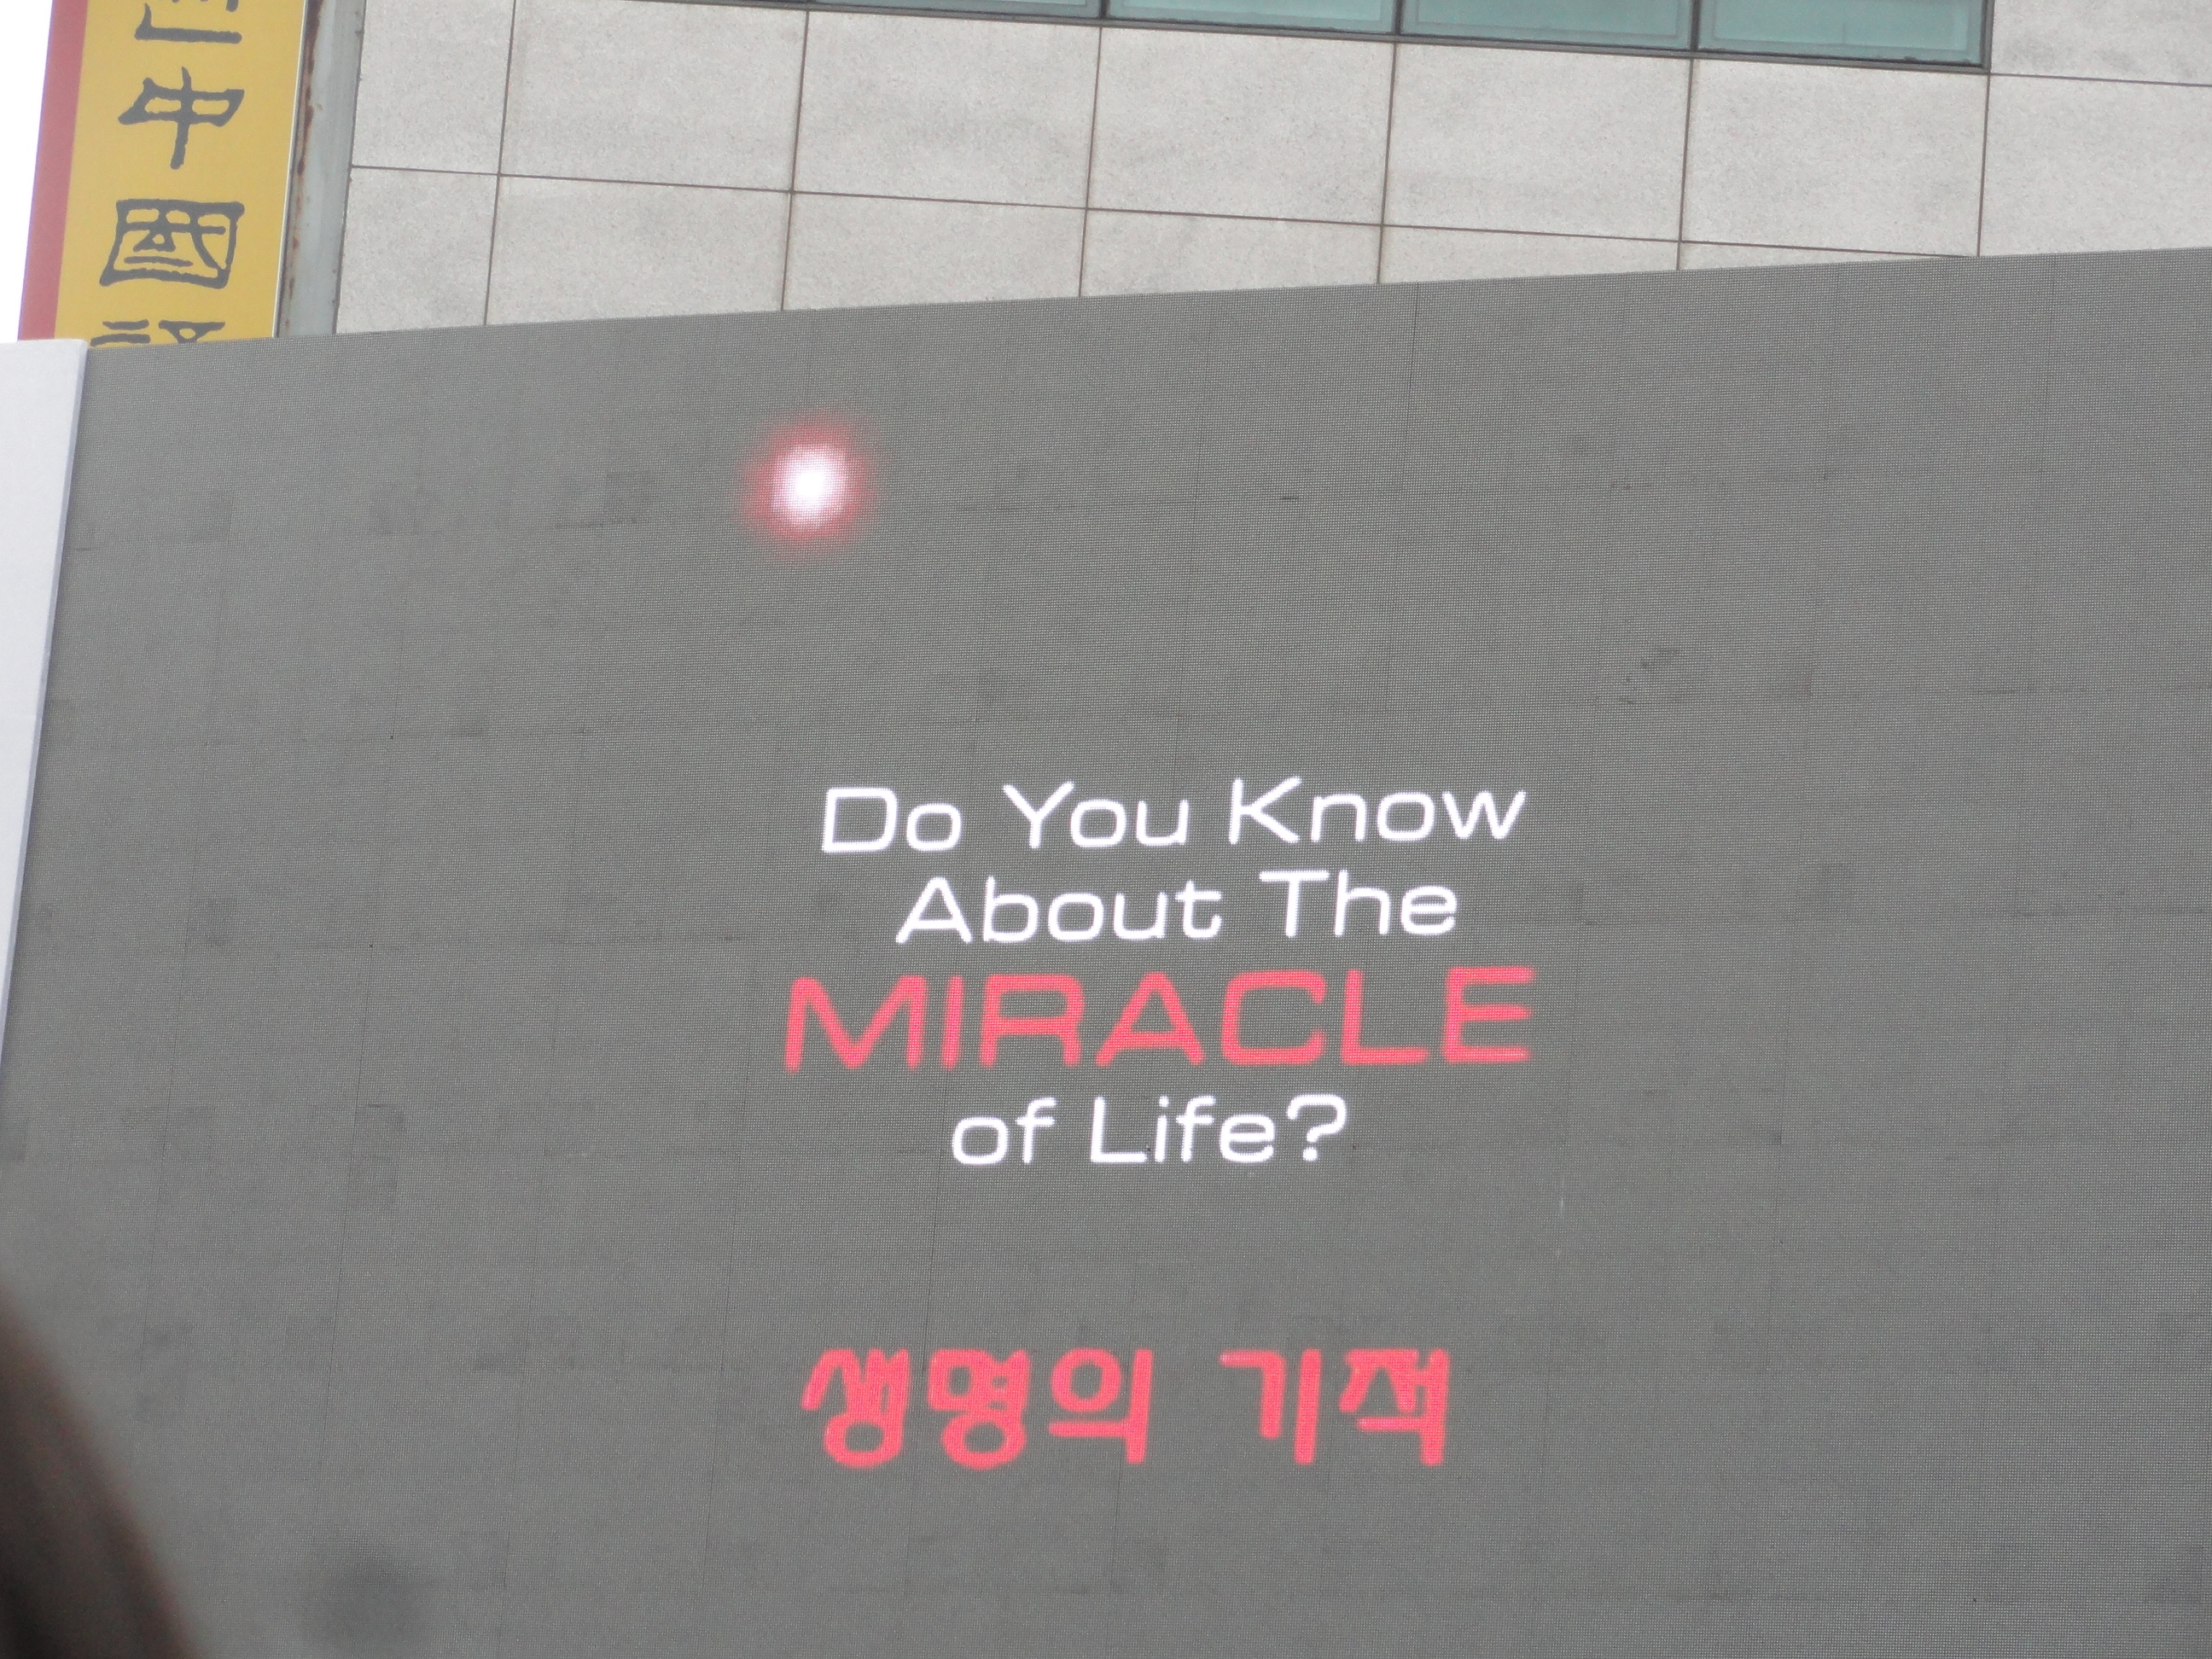 中
國
Do You Know
About The
MIRACLE
of Life?
생명의 기적